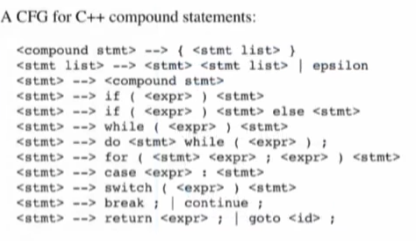 A CFG for C++ compound statements:
<compound stmt> --> { <stmt list> }
<stmt list> --> <stmt> <stmt list> | epsilon
<stmt> --> <compound stmt>
<stmt> --> if ( <expr> ) <stmt>
<stmt> --> if ( <expr> ) <stmt> else <stmt>
<stmt> --> while ( <expr> ) <stmt>
<stmt> --> do <stmt> while ( <expr> ) ;
<stmt> --> for ( <stmt> <expr> ; <expr> ) <stmt>
<stmt> --> case <expr> : <stmt>
<stmt> --> switch ( <expr> ) <stmt>
<stmt> --> break ; | continue ;
<stmt> --> return <expr> ; | goto <id> ;